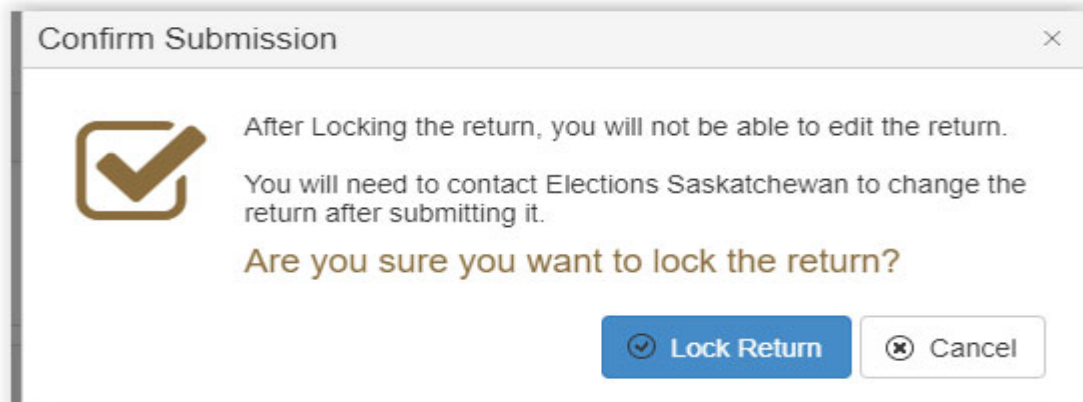 Confirm Submission
After Locking the return, you will not be able to edit the return.
You will need to contact Elections Saskatchewan to change the
return after submitting it.
Are you sure you want to lock the return?
Lock Return
Cancel